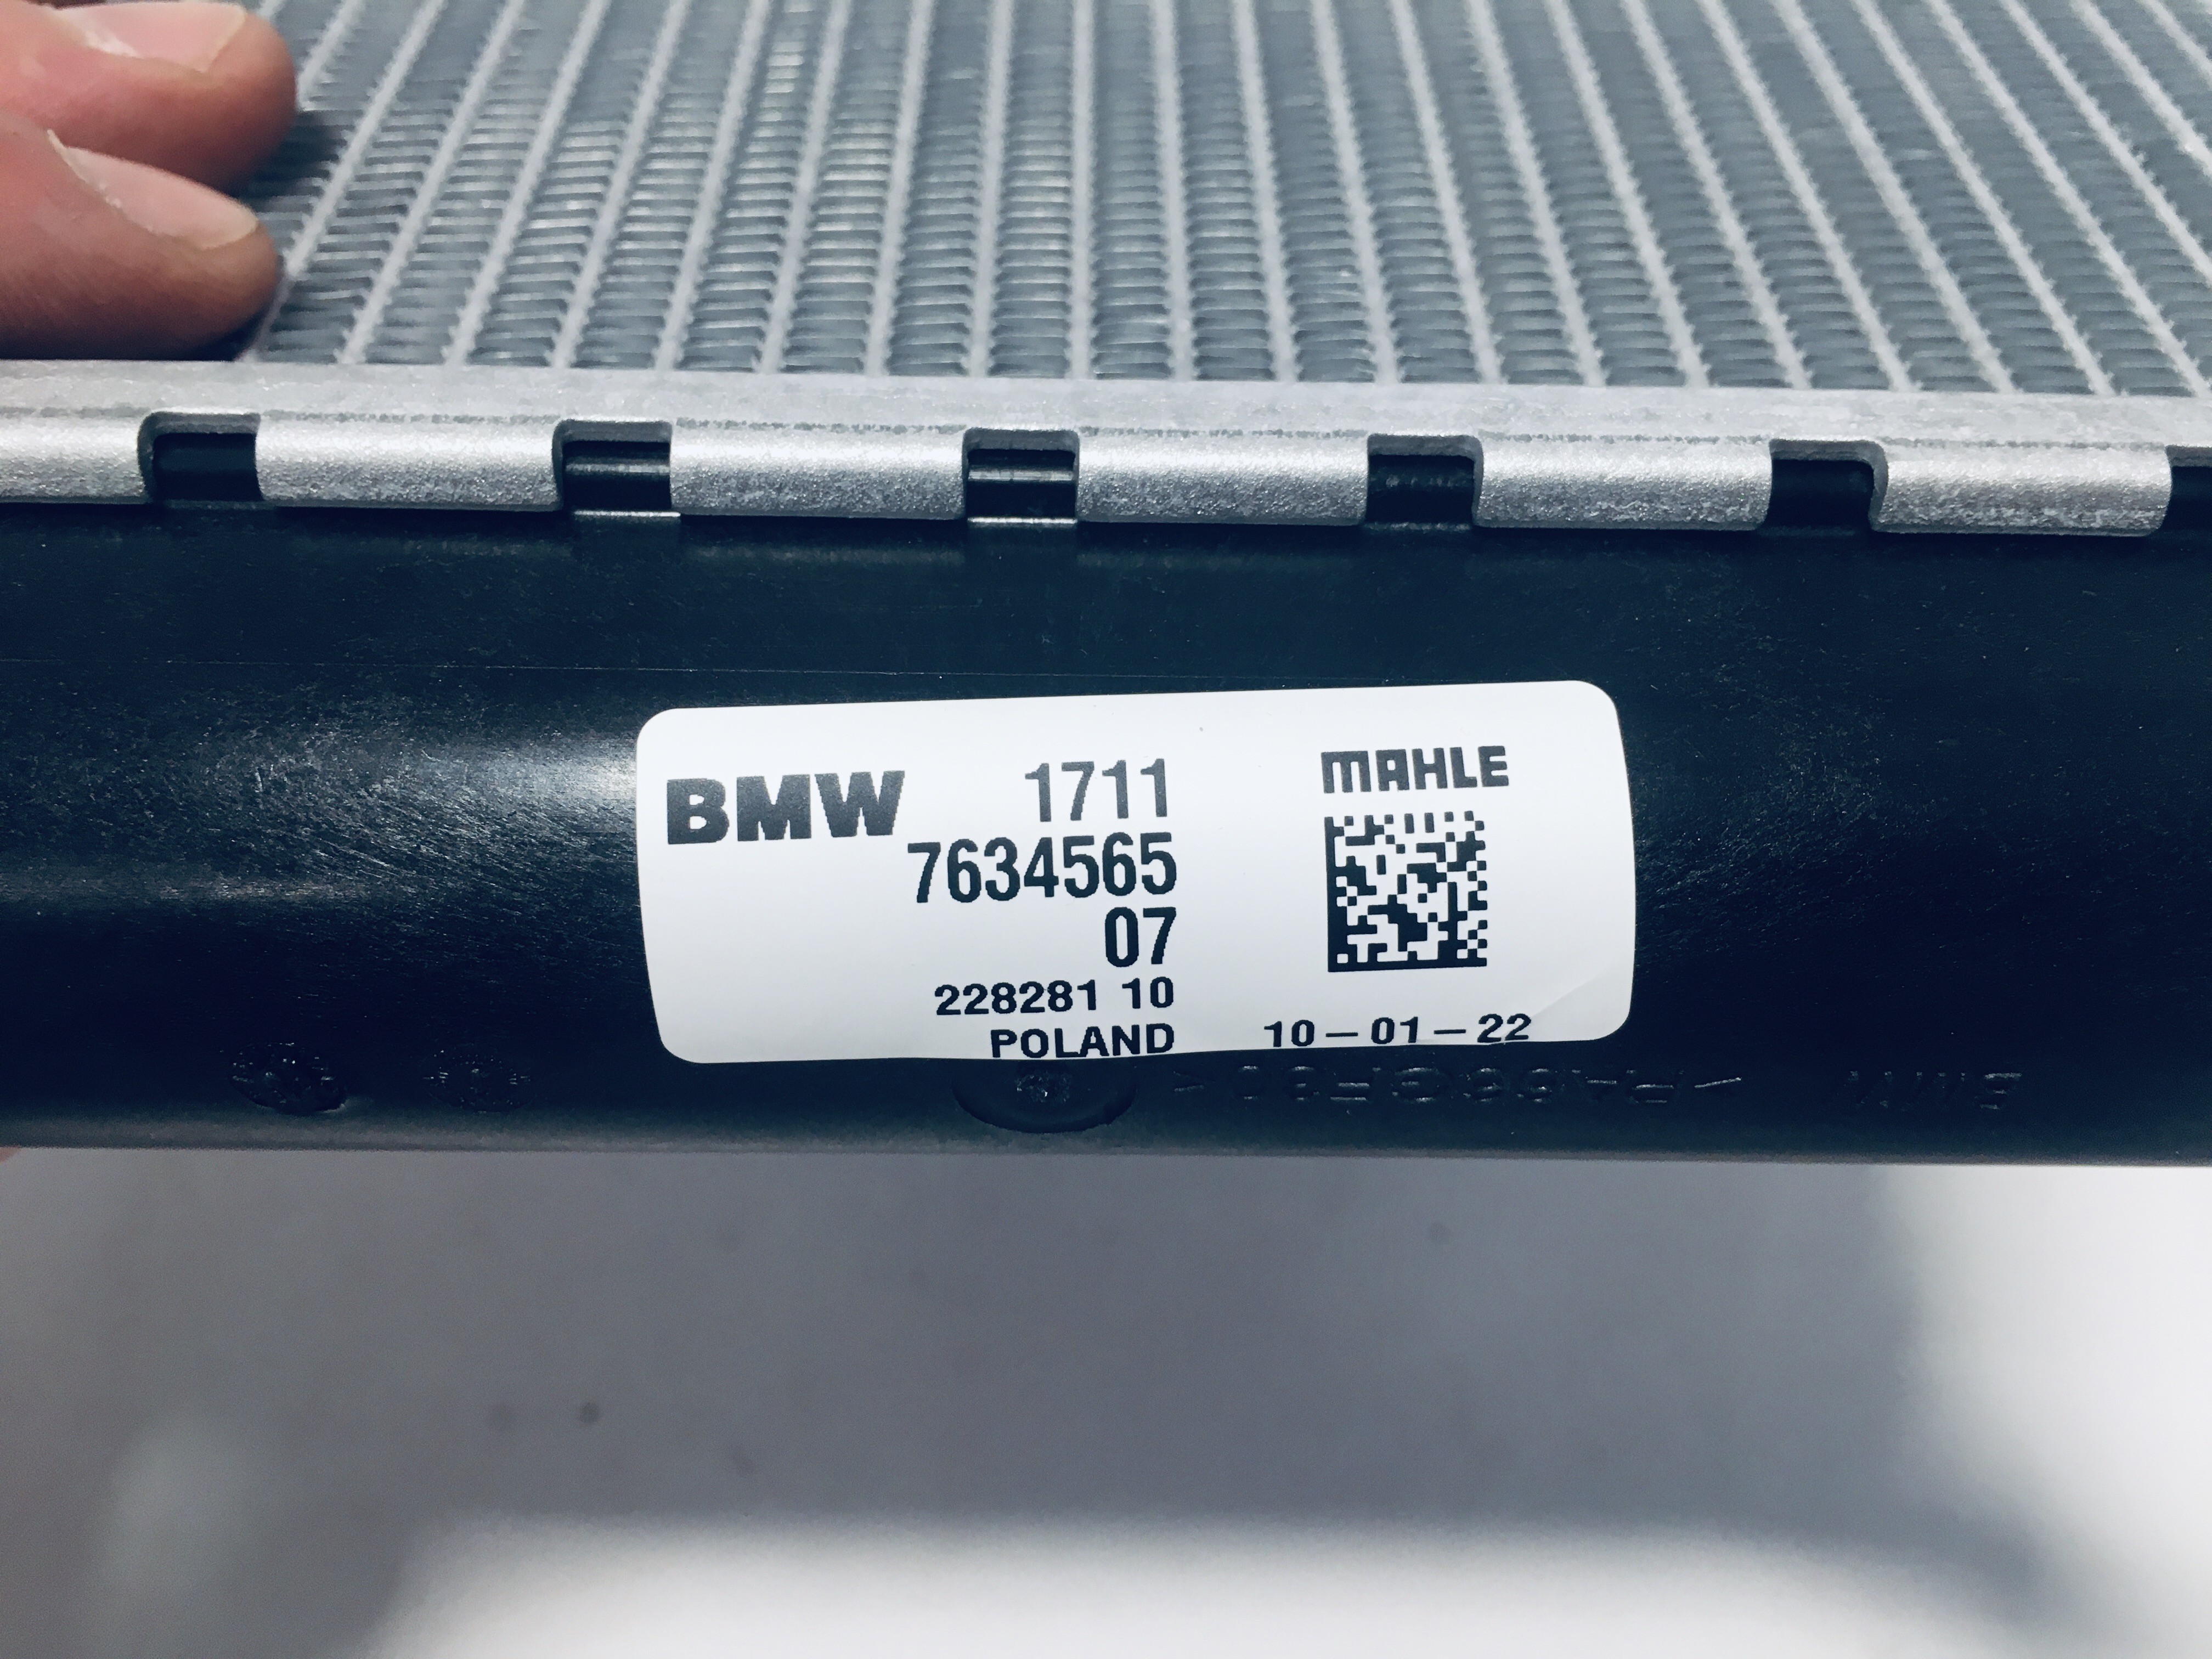 BMW 1711
7634565
07
228281 10
POLAND
MAHLE
10-01-22